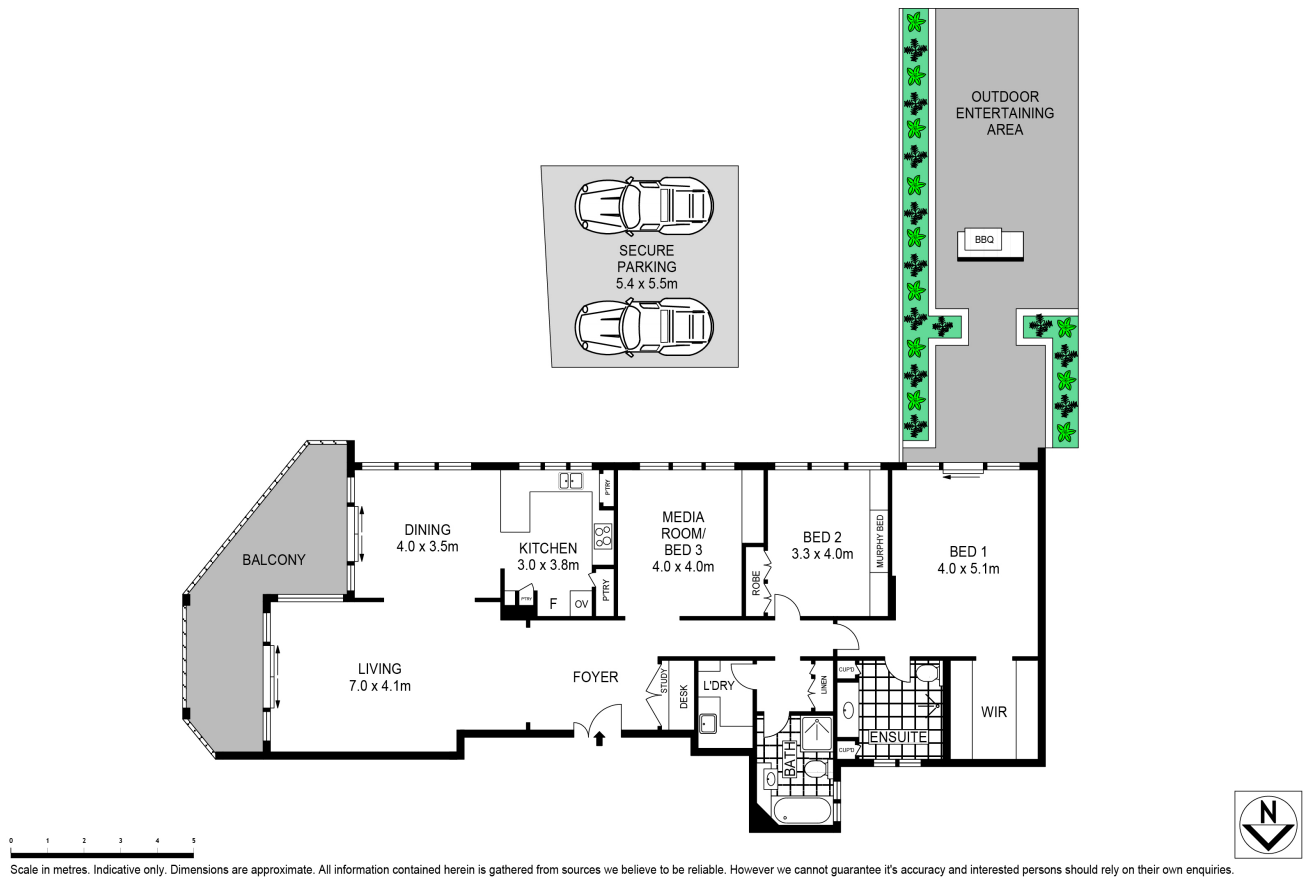 OUTDOOR
ENTERTAINING
AREA
BBQ
SECURE
PARKING
5.4 x 5.5m
BALCONY
DINING
4.0 x 3.5m
KITCHEN
3.0 x 3.8m
PTRY
PTRY
PTRY
F
OV
MEDIA
ROOM/
BED 3
4.0 x 4.0m
ROBE
BED 2
3.3 x 4.0m
MURPHY BED
BED 1
4.0 x 5.1m
LIVING
7.0 x 4.1m
FOYER
STUDY
DESK
L'DRY
LINEN
CUP'D
CUP'D
ENSUITE
WIR
BATH
N
0 1 2 3 4 5
Scale in metres. Indicative only. Dimensions are approximate. All information contained herein is gathered from sources we believe to be reliable. However we cannot guarantee it's accuracy and interested persons should rely on their own enquiries.